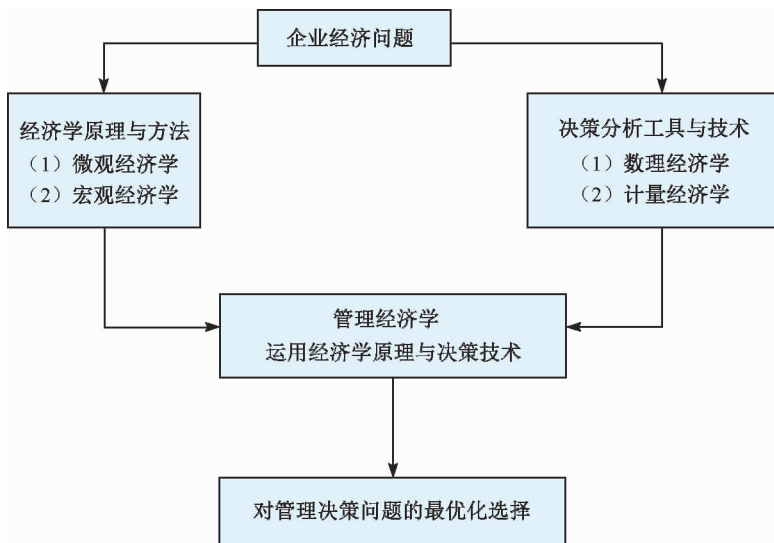 企业经济问题
经济学原理与方法
（1）微观经济学
（2）宏观经济学
决策分析工具与技术
（1）数理经济学
（2）计量经济学
管理经济学
运用经济学原理与决策技术
对管理决策问题的最优化选择